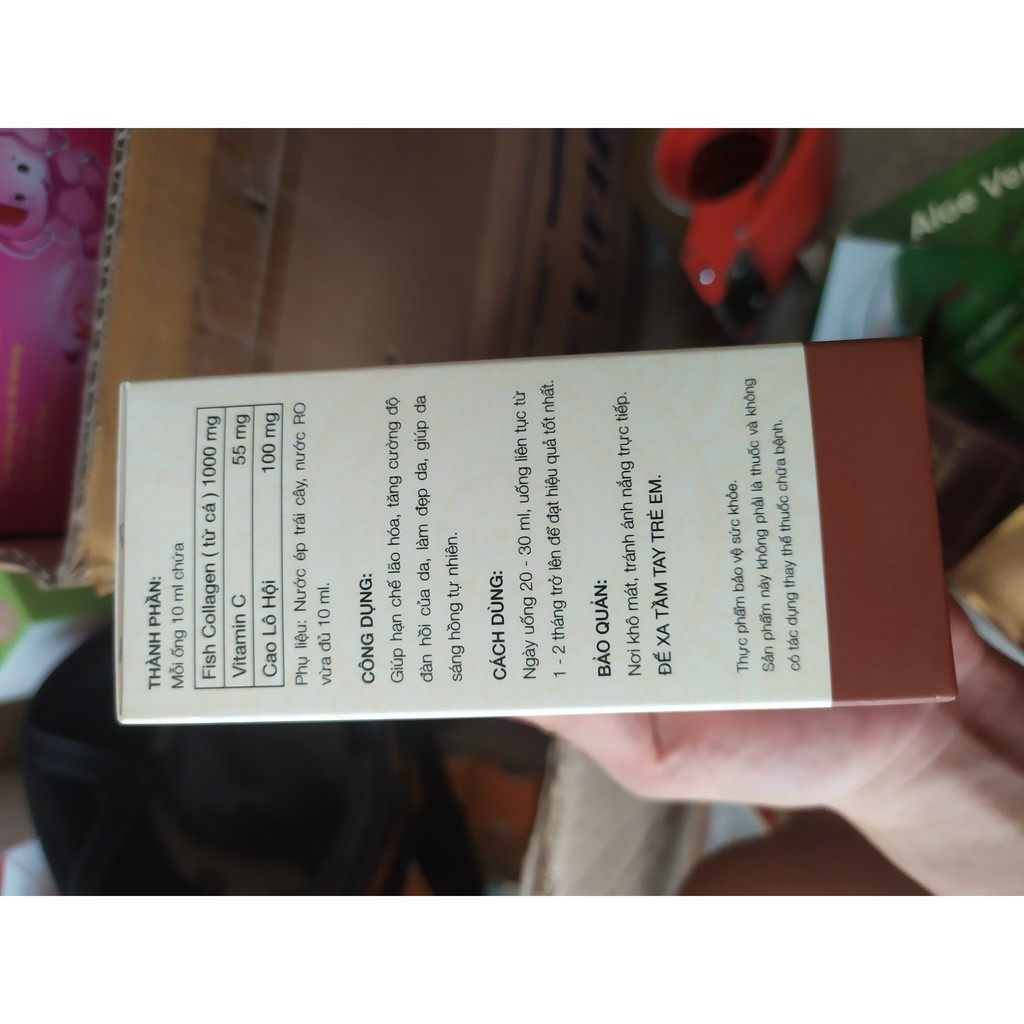 THÀNH PHẦN:
Mỗi ống 10 ml chứa
Fish Collagen ( từ cá ) 1000 mg
Vitamin C 55 mg
Cao Lô Hội 100 mg
Phụ liệu: Nước ép trái cây, nước RO
vừa đủ 10 ml.
CÔNG DỤNG:
Giúp hạn chế lão hóa, tăng cường độ
đàn hồi của da, làm đẹp da, giúp da
sáng hồng tự nhiên.
CÁCH DÙNG:
Ngày uống 20 - 30 ml, uống liên tục từ
1 - 2 tháng trở lên để đạt hiệu quả tốt nhất.
BẢO QUẢN:
Nơi khô mát, tránh ánh nắng trực tiếp.
ĐỂ XA TẦM TAY TRẺ EM.
Thực phẩm bảo vệ sức khỏe.
Sản phẩm này không phải là thuốc và không
có tác dụng thay thế thuốc chữa bệnh.
Aloe